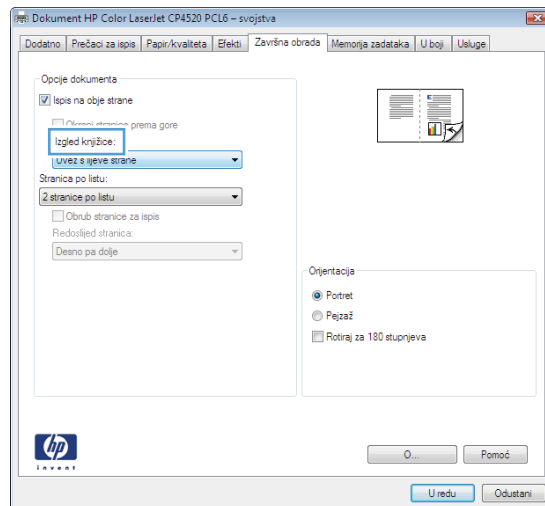 Dokument HP Color LaserJet CP4520 PCL6 – svojstva
Dodatno Prečaci za ispis Papir/kvaliteta Efekti Završna obrada Memorija zadataka U boji Usluge
Opcije dokumenta
Ispis na obje strane
Okreni stranice prema gore
Izgled knjižice:
Uvez s lijeve strane
Stranica po listu:
2 stranice po listu
Obrub stranice za ispis
Redoslijed stranica:
Desno pa dolje
Orijentacija
Portret
Pejzaž
Rotiraj za 180 stupnjeva
hp
invent
O...
Pomoć
U redu
Odustani